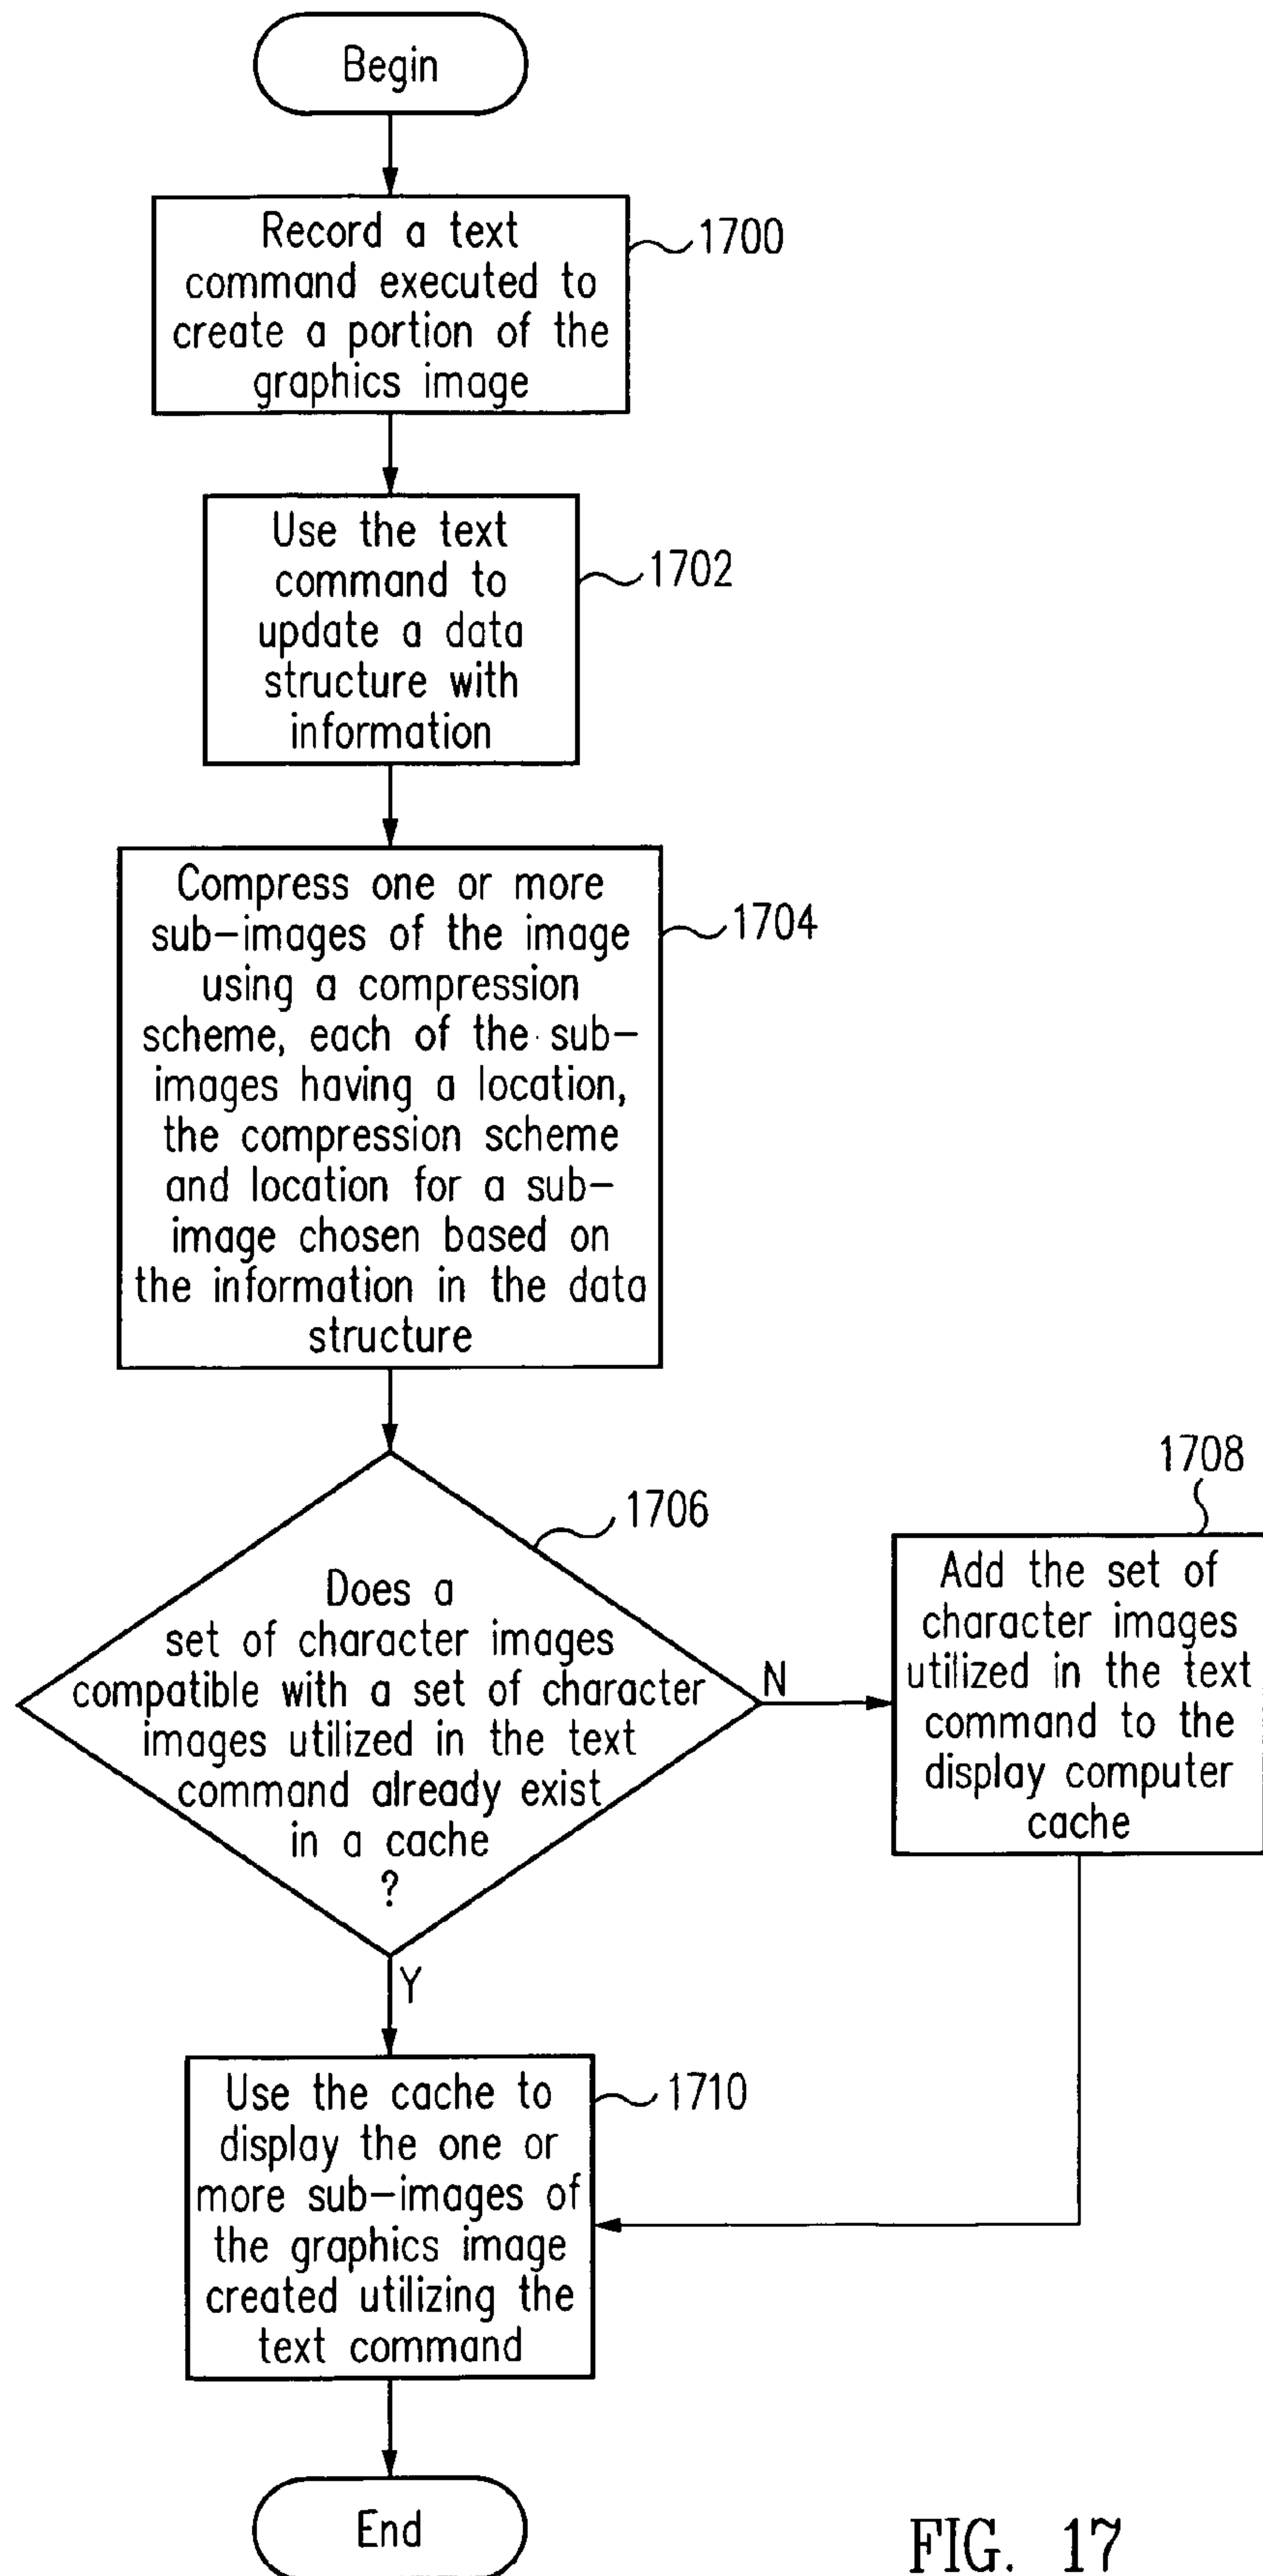 Begin
Record a text
command executed to
create a portion of the
graphics image
1700
Use the text
command to
update a data
structure with
information
1702
Compress one or more
sub-images of the image
using a compression
scheme, each of the sub-
images having a location,
the compression scheme
and location for a sub-
image chosen based on
the information in the data
structure
1704
Does a
set of character images
compatible with a set of character
images utilized in the text
command already exist
in a cache
?
1706
N
Y
1708
Add the set of
character images
utilized in the text
command to the
display computer
cache
Use the cache to
display the one or
more sub-images of
the graphics image
created utilizing the
text command
1710
End
FIG. 17